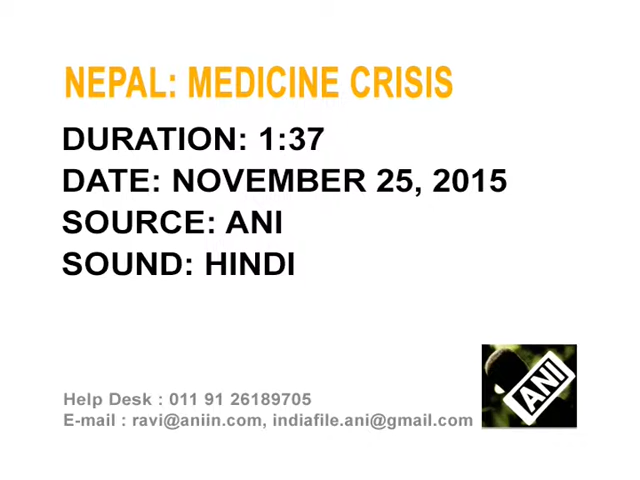 NEPAL: MEDICINE CRISIS
DURATION: 1:37
DATE: NOVEMBER 25, 2015
SOURCE: ANI
SOUND: HINDI
Help Desk : 011 91 26189705
E-mail : ravi@aniin.com, indiafile.ani@gmail.com
ANI